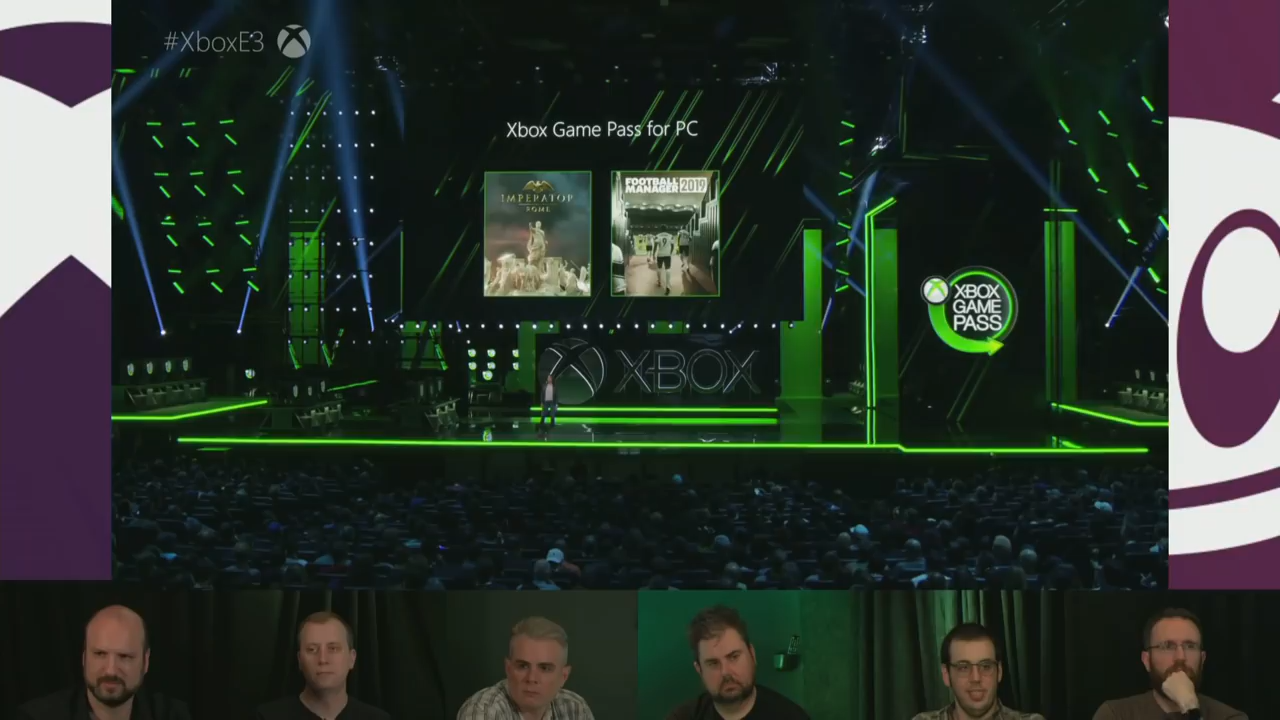 #XboxE3
Xbox Game Pass for PC
IMPERATOR
ROME
FOOTBALL
MANAGER 2019
XBOX
GAME
PASS
XBOX